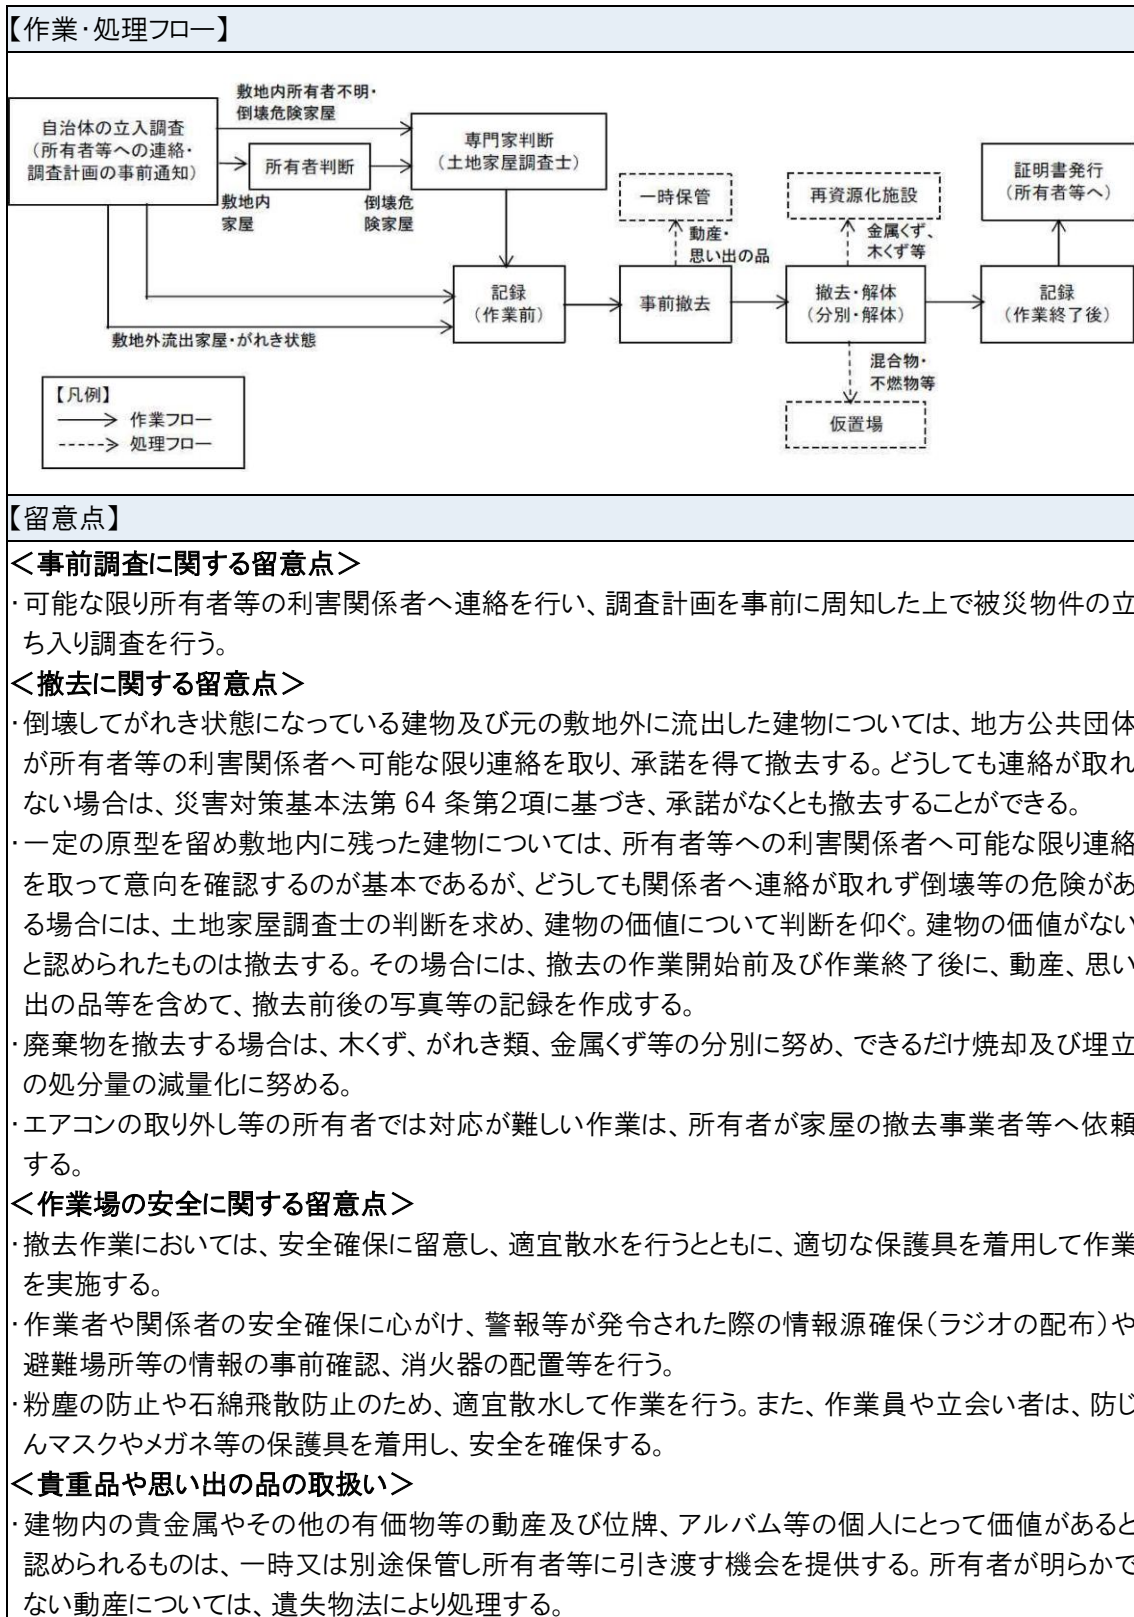 【作業・処理フロー】
敷地内所有者不明・
倒壊危険家屋
自治体の立入調査
（所有者等への連絡・
調査計画の事前通知）
所有者判断
専門家判断
（土地家屋調査士）
敷地内
家屋
倒壊危
険家屋
一時保管
再資源化施設
証明書発行
（所有者等へ）
動産・
思い出の品
金属くず、
木くず等
記録
（作業前）
事前撤去
撤去・解体
（分別・解体）
記録
（作業終了後）
敷地外流出家屋・がれき状態
混合物・
不燃物等
仮置場
【凡例】
作業フロー
処理フロー
【留意点】
＜事前調査に関する留意点＞
・可能な限り所有者等の利害関係者へ連絡を行い、調査計画を事前に周知した上で被災物件の立
ち入り調査を行う。
＜撤去に関する留意点＞
・倒壊してがれき状態になっている建物及び元の敷地外に流出した建物については、地方公共団体
が所有者等の利害関係者へ可能な限り連絡を取り、承諾を得て撤去する。どうしても連絡が取れ
ない場合は、災害対策基本法第 64 条第2項に基づき、承諾がなくとも撤去することができる。
・一定の原型を留め敷地内に残った建物については、所有者等への利害関係者へ可能な限り連絡
を取って意向を確認するのが基本であるが、どうしても関係者へ連絡が取れず倒壊等の危険があ
る場合には、土地家屋調査士の判断を求め、建物の価値について判断を仰ぐ。建物の価値がない
と認められたものは撤去する。その場合には、撤去の作業開始前及び作業終了後に、動産、思い
出の品等を含めて、撤去前後の写真等の記録を作成する。
・廃棄物を撤去する場合は、木くず、がれき類、金属くず等の分別に努め、できるだけ焼却及び埋立
の処分量の減量化に努める。
・エアコンの取り外し等の所有者では対応が難しい作業は、所有者が家屋の撤去事業者等へ依頼
する。
＜作業場の安全に関する留意点＞
・撤去作業においては、安全確保に留意し、適宜散水を行うとともに、適切な保護具を着用して作業
を実施する。
・作業者や関係者の安全確保に心がけ、警報等が発令された際の情報源確保（ラジオの配布）や
避難場所等の情報の事前確認、消火器の配置等を行う。
・粉塵の防止や石綿飛散防止のため、適宜散水して作業を行う。また、作業員や立会い者は、防じ
んマスクやメガネ等の保護具を着用し、安全を確保する。
＜貴重品や思い出の品の取扱い＞
・建物内の貴金属やその他の有価物等の動産及び位牌、アルバム等の個人にとって価値があると
認められるものは、一時又は別途保管し所有者等に引き渡す機会を提供する。所有者が明らかで
ない動産については、遺失物法により処理する。